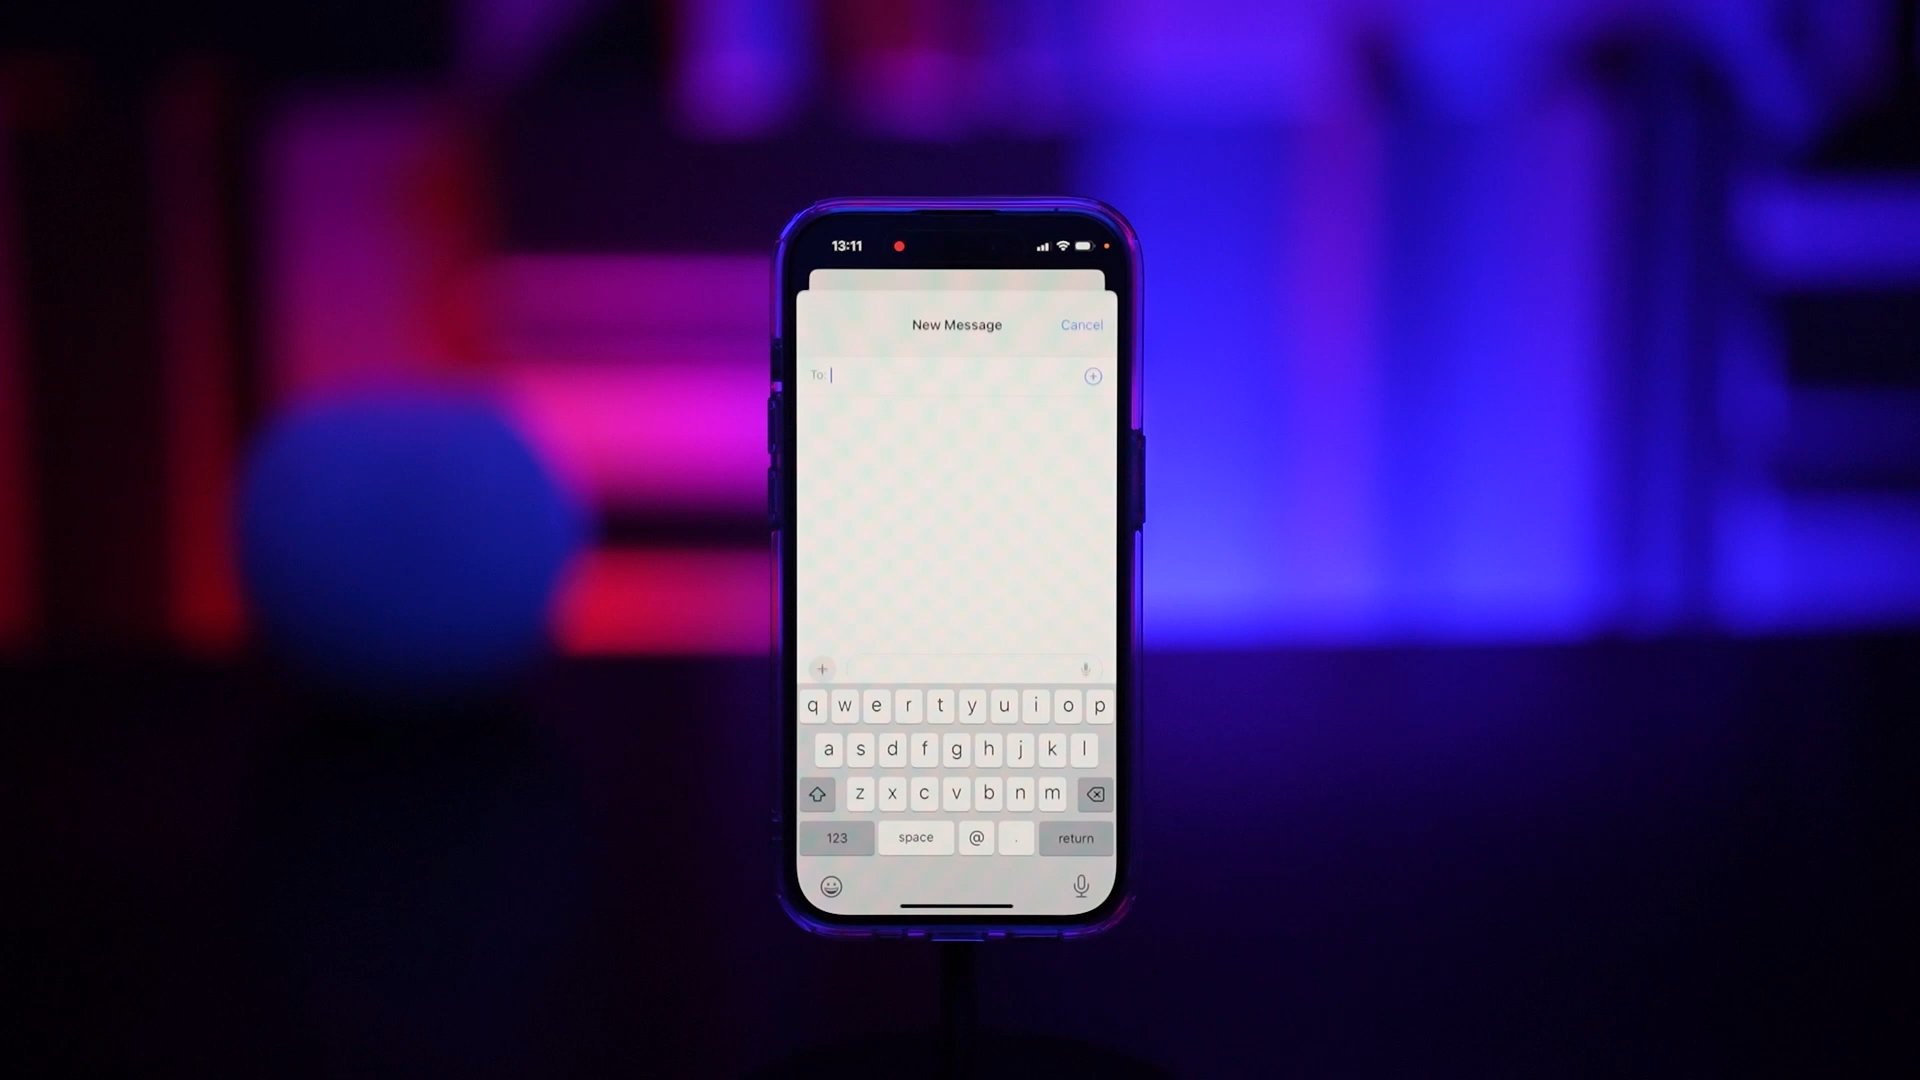 13:11
New Message Cancel
To:
q w e r t y u i o p
a s d f g h j k l
z x c v b n m
123 space @ . return